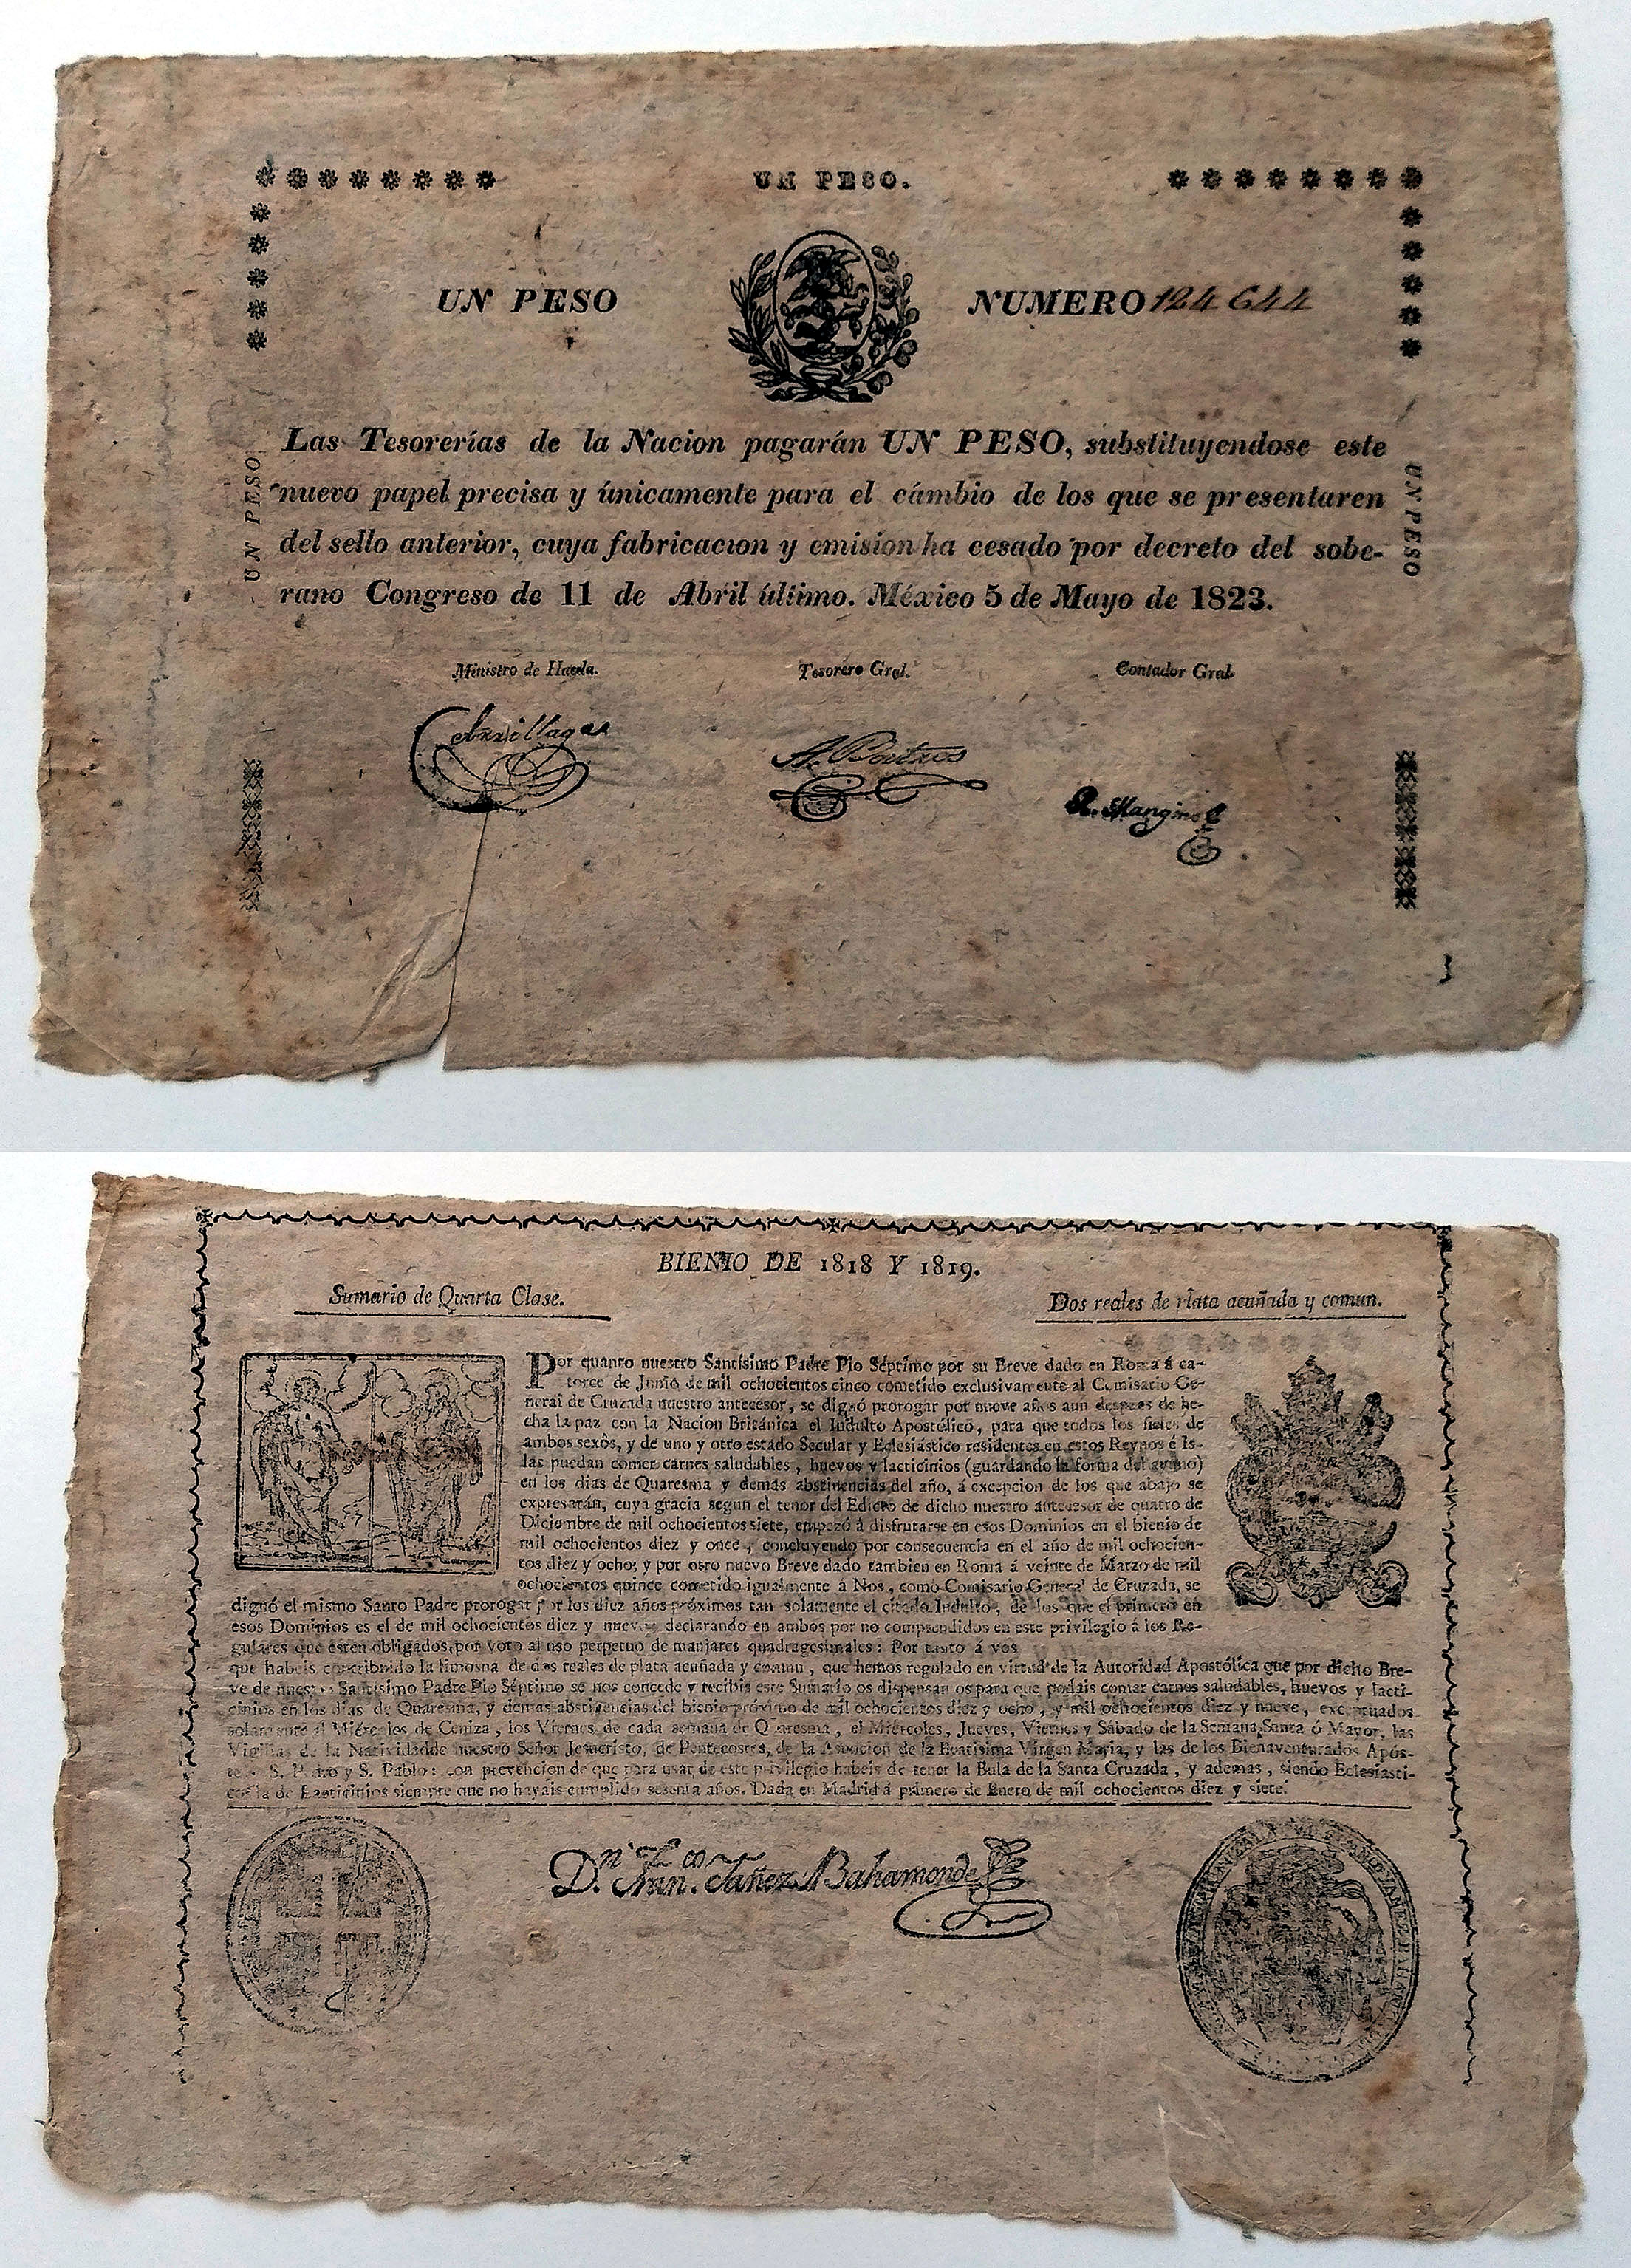 UN PESO.
UN PESO
NUMERO 124644
Las Tesorerías de la Nacion pagarán UN PESO, substituyendose este
nuevo papel precisa y únicamente para el cámbio de los que se presentaren
del sello anterior, cuya fabricacion y emision ha cesado por decreto del sobe-
rano Congreso de 11 de Abril último. México 5 de Mayo de 1823.
UN PESO
UN PESO
Ministro de Hacda.
Tesorero Gral.
Contador Gral.
Arrillaga
R. Mangino
BIENIO DE 1818 Y 1819.
Sumario de Quarta Clase.
Dos reales de plata acuñada y comun.
Por quanto nuestro Santísimo Padre Pio Séptimo por su Breve dado en Roma á ca-
torce de Junio de mil ochocientos cinco cometido exclusivamente al Comisario Ge-
neral de Cruzada nuestro antecesor, se dignó prorogar por nueve años aun despues de he-
cha la paz con la Nacion Británica el Indulto Apostólico, para que todos los fieles de
ambos sexôs, y de uno y otro estado Secular y Eclesiástico residentes en estos Reynos é Is-
las puedan comer carnes saludables, huevos y lacticinios (guardando la forma del ayuno)
en los dias de Quaresma y demás abstinencias del año, á excepcion de los que abajo se
expresarán, cuya gracia segun el tenor del Edicto de dicho nuestro antecesor de quatro de
Diciembre de mil ochocientos siete, empezó á disfrutarse en esos Dominios en el bienio de
mil ochocientos diez y once, concluyendo por consecuencia en el año de mil ochocien-
tos diez y ocho; y por otro nuevo Breve dado tambien en Roma á veinte de Marzo de mil
ochocientos quince cometido igualmente á Nos, como Comisario General de Cruzada, se
dignó el mismo Santo Padre prorogar por los diez años próximos tan solamente el citado Indulto, de los que el primero en
esos Dominios es el de mil ochocientos diez y nueve, declarando en ambos por no comprendidos en este privilegio á los Re-
gulares que esten obligados por voto al uso perpetuo de manjares quadragesimales: Por tanto á vos
que habeis contribuido la limosna de dos reales de plata acuñada y comun, que hemos regulado en virtud de la Autoridad Apostólica que por dicho Bre-
ve de nuestro Santísimo Padre Pio Séptimo se nos concede y recibis este Sumario os dispensamos para que podais comer carnes saludables, huevos y lacti-
cinios en los dias de Quaresma, y demas abstinencias del bienio próximo de mil ochocientos diez y ocho, y mil ochocientos diez y nueve, exceptuados
solamente el Miércoles de Ceniza, los Viernes de cada semana de Quaresma, el Miércoles, Jueves, Viernes y Sábado de la Semana Santa ó Mayor, las
Vigilias de la Natividad de nuestro Señor Jesucristo, de Pentecostes, de la Asuncion de la Beatísima Virgen Maria, y las de los Bienaventurados Após-
S. Pedro y S. Pablo: con prevencion de que para usar de este privilegio habeis de tener la Bula de la Santa Cruzada, y ademas, siendo Eclesiásti-
co la de Lacticinios siempre que no hayais cumplido sesenta años. Dada en Madrid á primero de Enero de mil ochocientos diez y siete.
Dn. Franco. Yañez Bahamonde